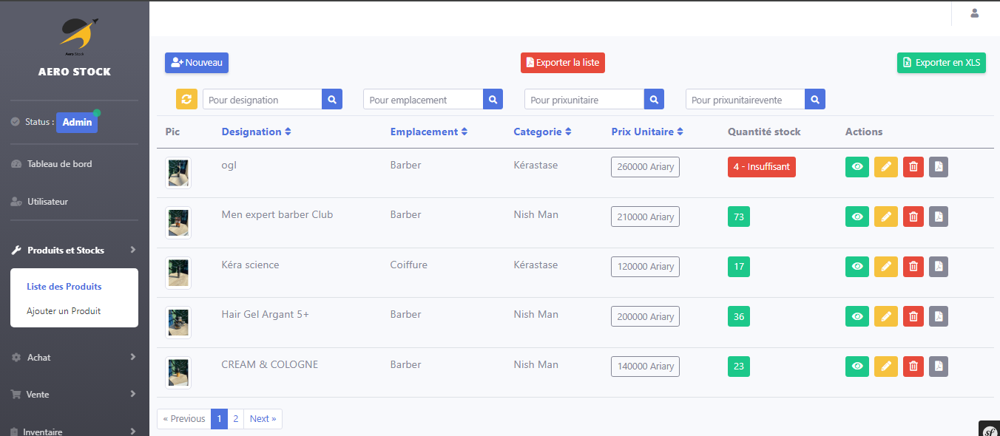 Aero Stock
AERO STOCK
Status : Admin
Tableau de bord
Utilisateur
Produits et Stocks
Liste des Produits
Ajouter un Produit
Achat
Vente
Inventaire
Nouveau
Exporter la liste
Exporter en XLS
Pour designation
Pour emplacement
Pour prixunitaire
Pour prixunitairevente
Pic Designation Emplacement Categorie Prix Unitaire Quantité stock Actions
ogl Barber Kérastase 260000 Ariary 4 - Insuffisant
Men expert barber Club Barber Nish Man 210000 Ariary 73
Kéra science Coiffure Kérastase 120000 Ariary 17
Hair Gel Argant 5+ Barber Nish Man 200000 Ariary 36
CREAM & COLOGNE Barber Nish Man 140000 Ariary 23
« Previous 1 2 Next »
sf